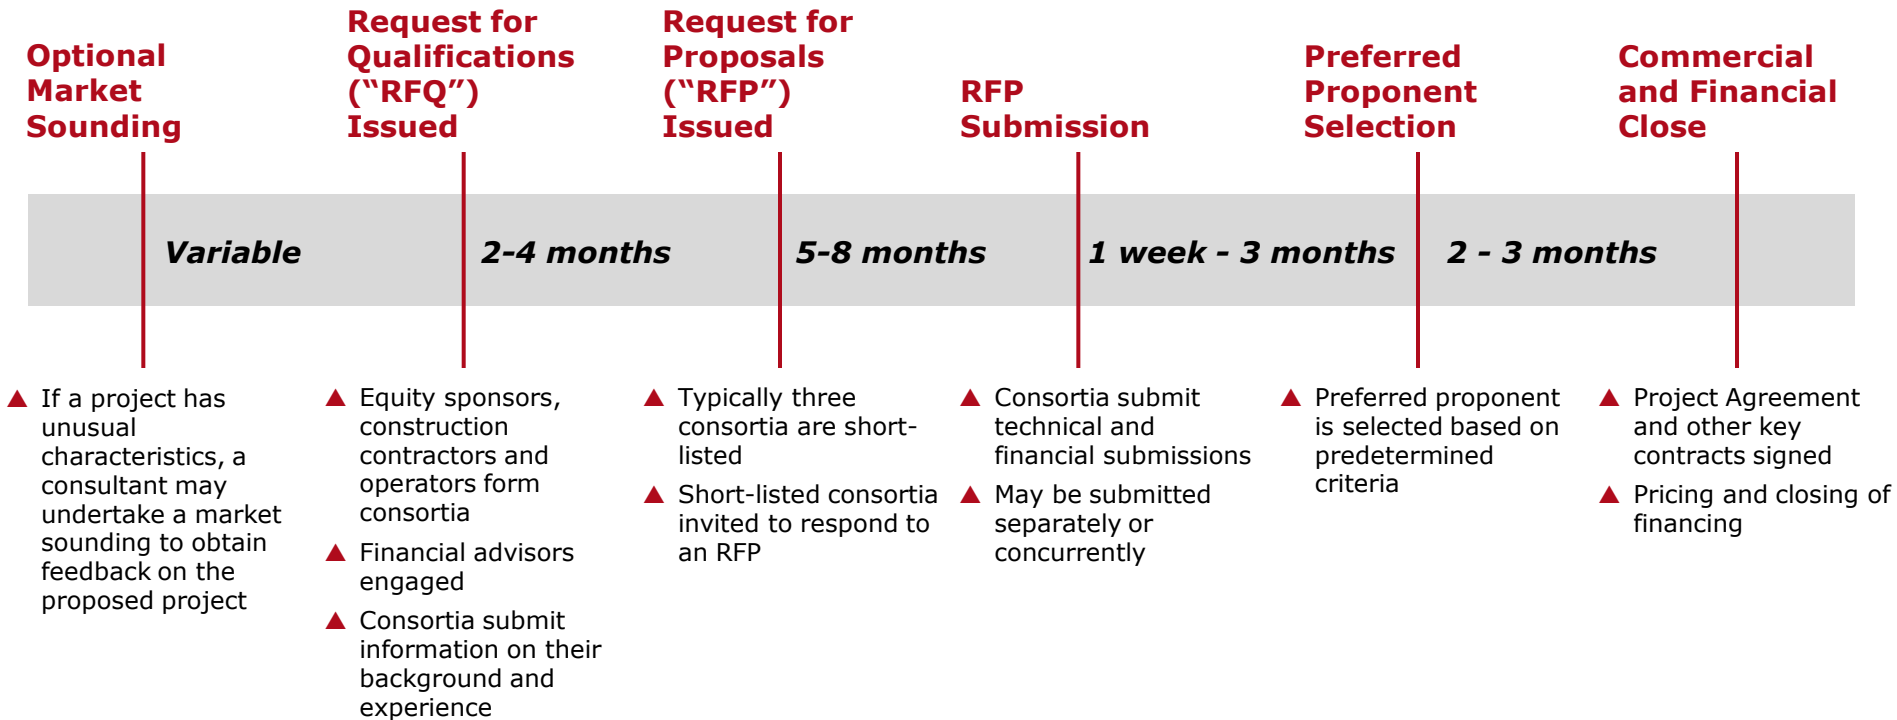 Optional
Market
Sounding
Request for
Qualifications
(“RFQ”)
Issued
Request for
Proposals
(“RFP”)
Issued
RFP
Submission
Preferred
Proponent
Selection
Commercial
and Financial
Close
Variable
2-4 months
5-8 months
1 week - 3 months
2 - 3 months
If a project has
unusual
characteristics, a
consultant may
undertake a market
sounding to obtain
feedback on the
proposed project
Equity sponsors,
construction
contractors and
operators form
consortia
Financial advisors
engaged
Consortia submit
information on their
background and
experience
Typically three
consortia are short-
listed
Short-listed consortia
invited to respond to
an RFP
Consortia submit
technical and
financial submissions
May be submitted
separately or
concurrently
Preferred proponent
is selected based on
predetermined
criteria
Project Agreement
and other key
contracts signed
Pricing and closing of
financing